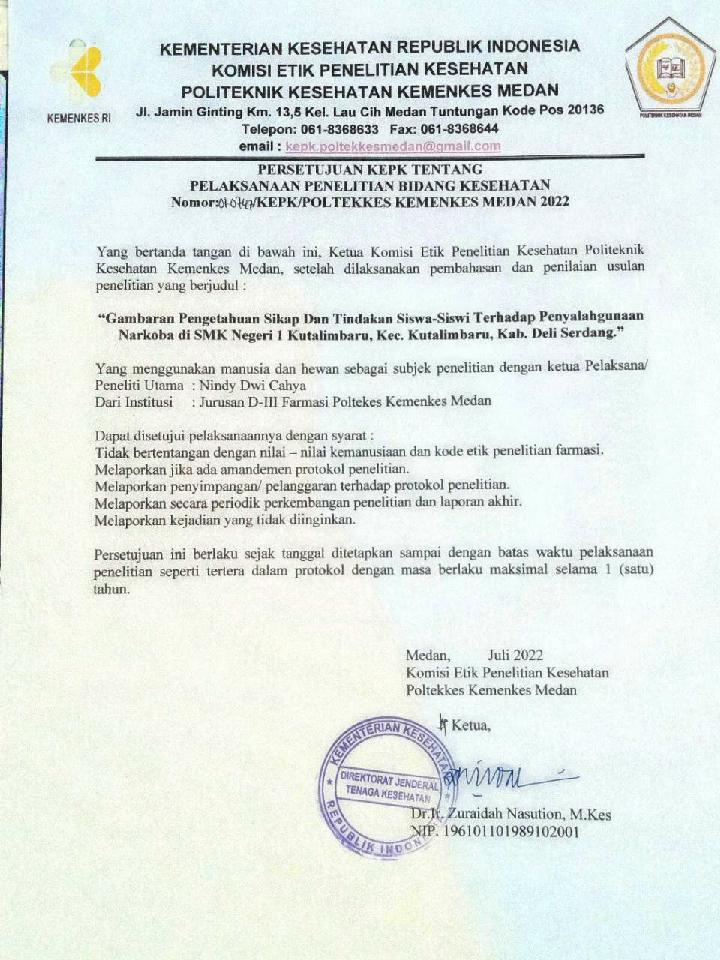 KEMENTERIAN KESEHATAN REPUBLIK INDONESIA
KOMISI ETIK PENELITIAN KESEHATAN
POLITEKNIK KESEHATAN KEMENKES MEDAN
KEMENKES RI
POLITEKNIK KESEHATAN MEDAN
Jl. Jamin Ginting Km. 13,5 Kel. Lau Cih Medan Tuntungan Kode Pos 20136
Telepon: 061-8368633 Fax: 061-8368644
email : kepk.poltekkesmedan@gmail.com
PERSETUJUAN KEPK TENTANG
PELAKSANAAN PENELITIAN BIDANG KESEHATAN
Nomor: /KEPK/POLTEKKES KEMENKES MEDAN 2022
Yang bertanda tangan di bawah ini, Ketua Komisi Etik Penelitian Kesehatan Politeknik
Kesehatan Kemenkes Medan, setelah dilaksanakan pembahasan dan penilaian usulan
penelitian yang berjudul :
“Gambaran Pengetahuan Sikap Dan Tindakan Siswa-Siswi Terhadap Penyalahgunaan
Narkoba di SMK Negeri 1 Kutalimbaru, Kec. Kutalimbaru, Kab. Deli Serdang.”
Yang menggunakan manusia dan hewan sebagai subjek penelitian dengan ketua Pelaksana/
Peneliti Utama : Nindy Dwi Cahya
Dari Institusi : Jurusan D-III Farmasi Poltekes Kemenkes Medan
Dapat disetujui pelaksanaannya dengan syarat :
Tidak bertentangan dengan nilai – nilai kemanusiaan dan kode etik penelitian farmasi.
Melaporkan jika ada amandemen protokol penelitian.
Melaporkan penyimpangan/ pelanggaran terhadap protokol penelitian.
Melaporkan secara periodik perkembangan penelitian dan laporan akhir.
Melaporkan kejadian yang tidak diinginkan.
Persetujuan ini berlaku sejak tanggal ditetapkan sampai dengan batas waktu pelaksanaan
penelitian seperti tertera dalam protokol dengan masa berlaku maksimal selama 1 (satu)
tahun.
Medan, Juli 2022
Komisi Etik Penelitian Kesehatan
Poltekkes Kemenkes Medan
Ketua,
KEMENTERIAN KESEHATAN
DIREKTORAT JENDERAL
TENAGA KESEHATAN
REPUBLIK INDONESIA
Dr.Ir. Zuraidah Nasution, M.Kes
NIP. 196101101989102001